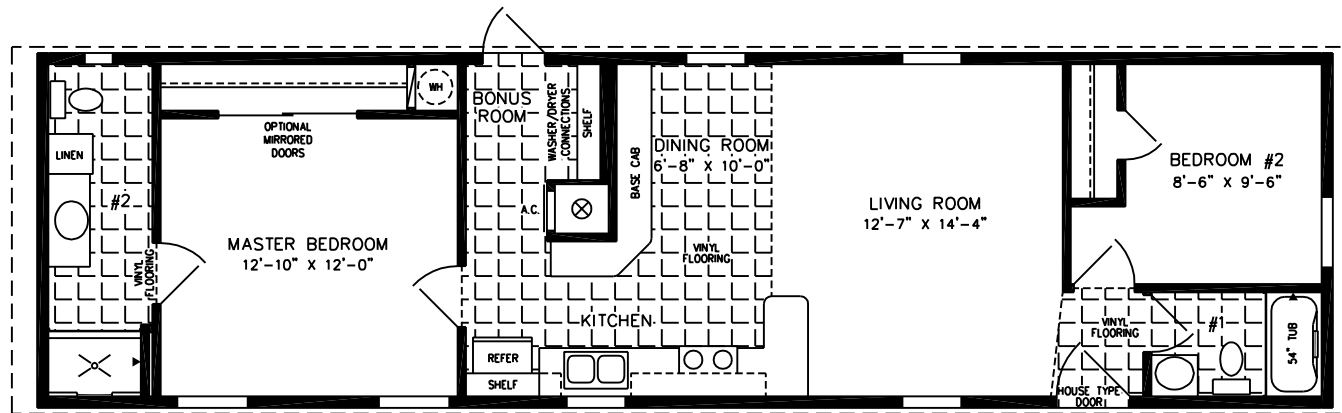 LINEN
#2
VINYL
FLOORING
OPTIONAL
MIRRORED
DOORS
WH
MASTER BEDROOM
12'-10" X 12'-0"
BONUS
ROOM
WASHER/DRYER
CONNECTIONS
SHELF
A.C.
BASE CAB
DINING ROOM
6'-8" X 10'-0"
VINYL
FLOORING
KITCHEN
REFER
SHELF
LIVING ROOM
12'-7" X 14'-4"
BEDROOM #2
8'-6" X 9'-6"
VINYL
FLOORING
#1
54" TUB
HOUSE TYPE
DOOR